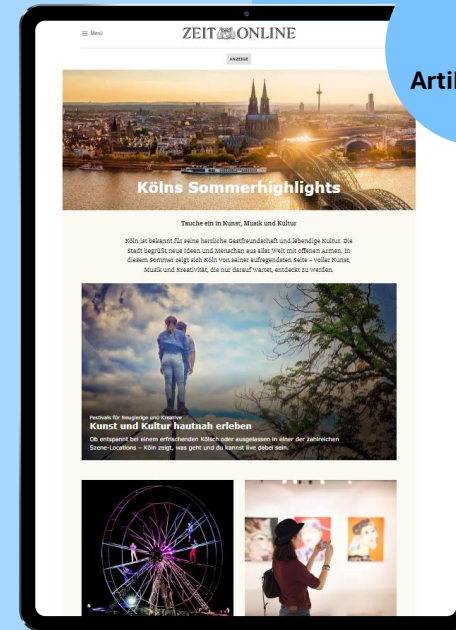 Menü
ZEIT ONLINE
ANZEIGE
Artik
Kölns Sommerhighlights
Tauche ein in Kunst, Musik und Kultur
Köln ist bekannt für seine herzliche Gastfreundschaft und lebendige Kultur. Die
Stadt begrüßt neue Ideen und Menschen aus aller Welt mit offenen Armen. In
diesem Sommer zeigt sich Köln von seiner aufregendsten Seite – voller Kunst,
Musik und Kreativität, die nur darauf wartet, entdeckt zu werden.
Festivals für Neugierige und Kreative
Kunst und Kultur hautnah erleben
Ob entspannt bei einem erfrischenden Kölsch oder ausgelassen in einer der zahlreichen
Szene-Locations – Köln zeigt, was geht und du kannst live dabei sein.